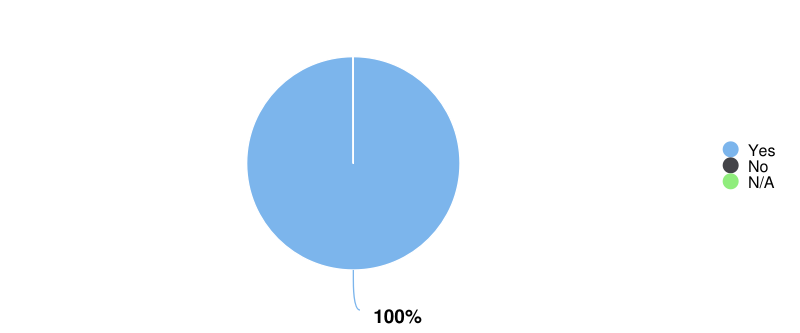 Yes
No
N/A
100%